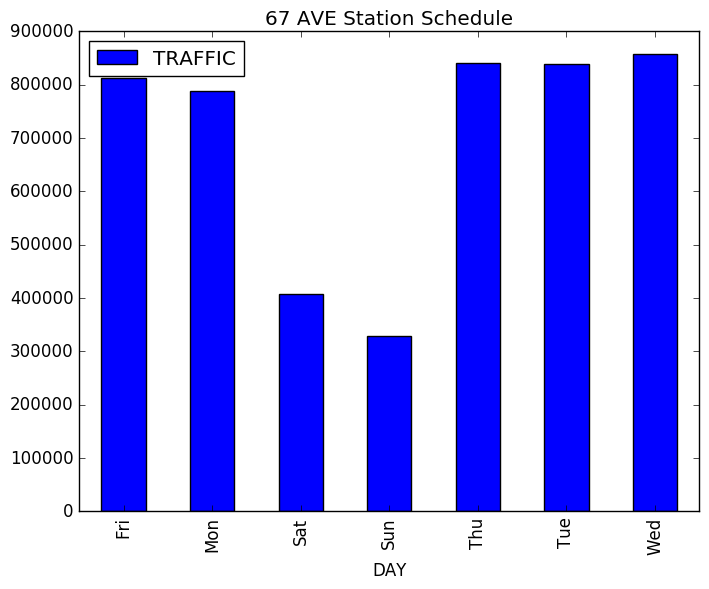 67 AVE Station Schedule
TRAFFIC
900000
800000
700000
600000
500000
400000
300000
200000
100000
0
Fri
Mon
Sat
Sun
Thu
Tue
Wed
DAY